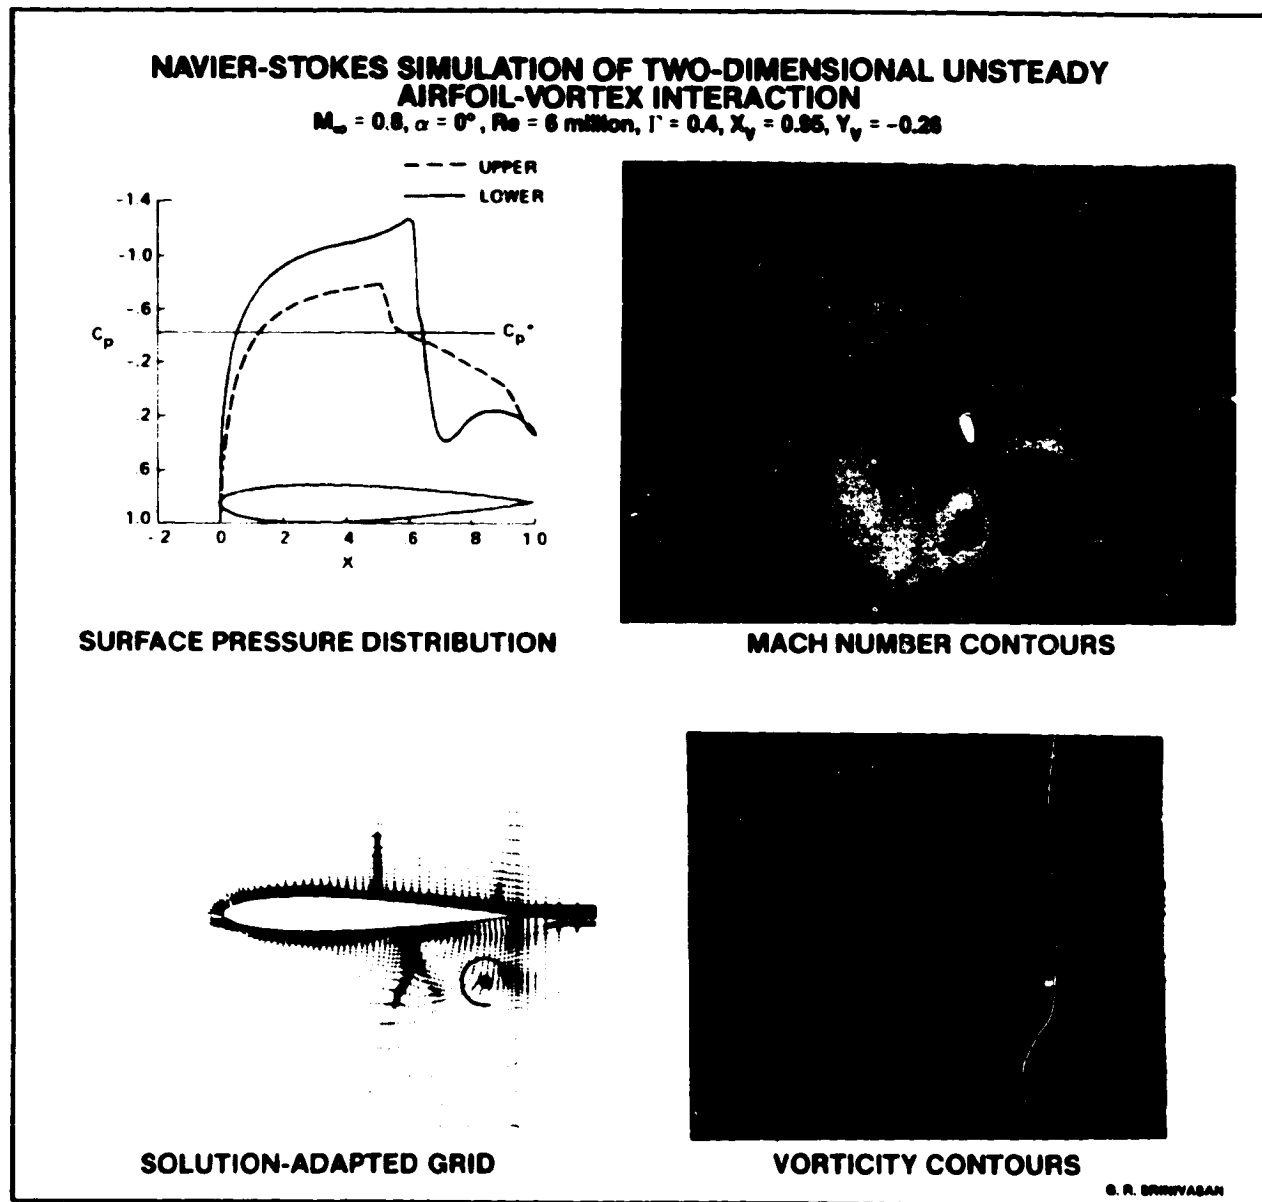 NAVIER-STOKES SIMULATION OF TWO-DIMENSIONAL UNSTEADY
AIRFOIL-VORTEX INTERACTION
M∞ = 0.8, α = 0°, Re = 6 million, Γ = 0.4, Xv = 0.95, Yv = -0.26
UPPER
LOWER
-1.4
-1.0
-.6
Cp
Cp*
-.2
.2
.6
1.0
-.2 0 2 4 6 8 1 0
X
SURFACE PRESSURE DISTRIBUTION
MACH NUMBER CONTOURS
SOLUTION-ADAPTED GRID
VORTICITY CONTOURS
G. R. SRINIVASAN